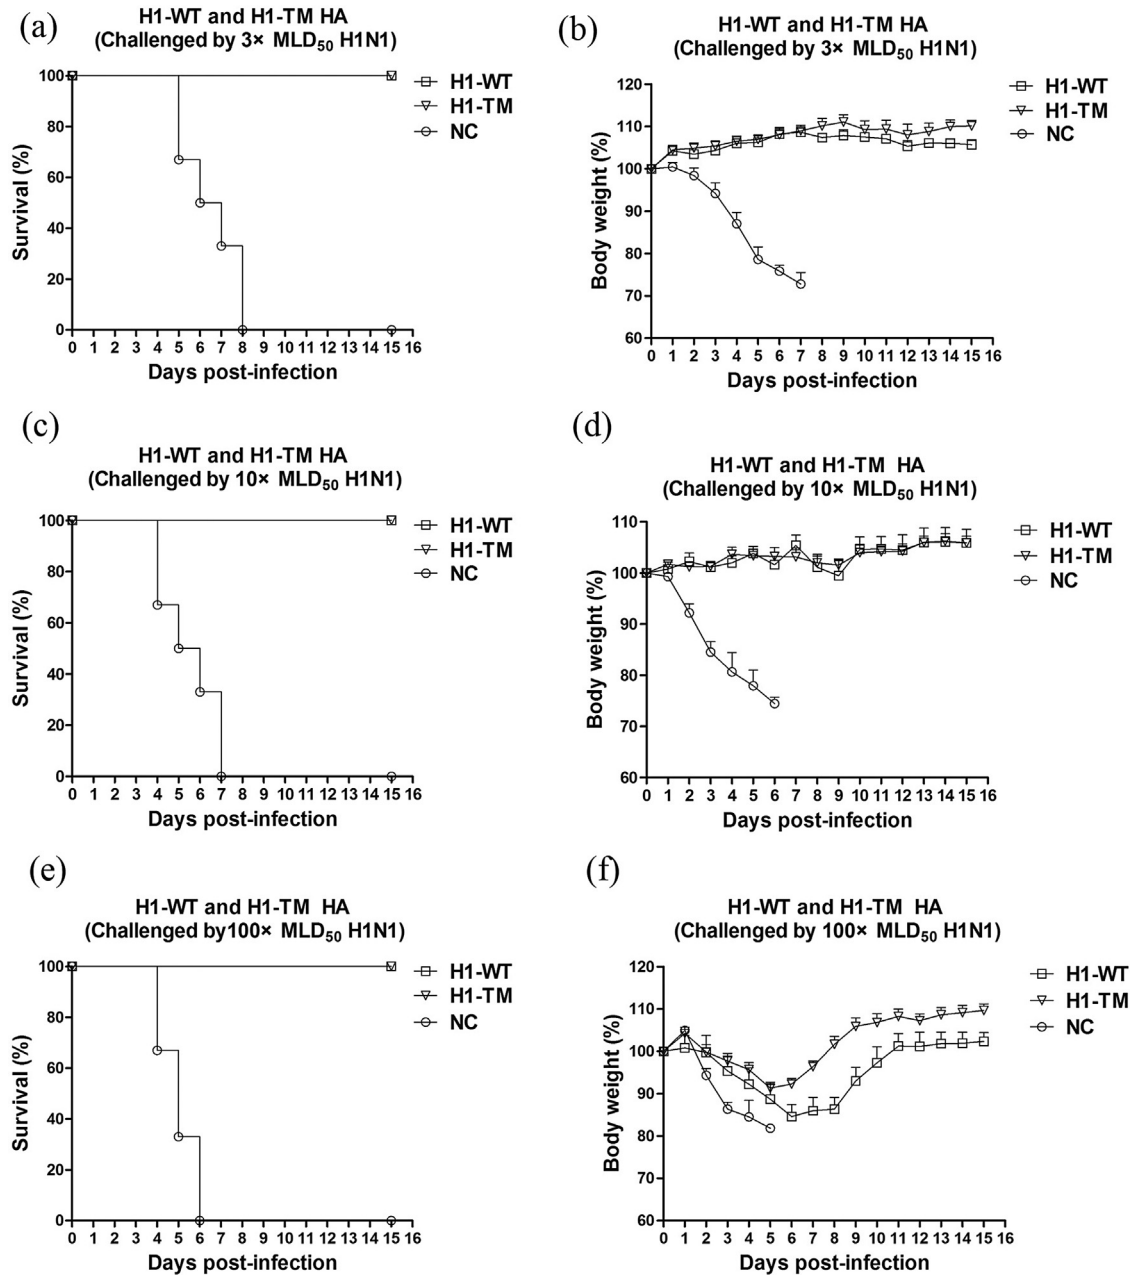 (a)
H1-WT and H1-TM HA
(Challenged by 3× MLD50 H1N1)
100
80
60
40
20
0
Survival (%)
0 1 2 3 4 5 6 7 8 9 10 11 12 13 14 15 16
Days post-infection
H1-WT
H1-TM
NC
(b)
H1-WT and H1-TM HA
(Challenged by 3× MLD50 H1N1)
120
110
100
90
80
70
60
Body weight (%)
0 1 2 3 4 5 6 7 8 9 10 11 12 13 14 15 16
Days post-infection
H1-WT
H1-TM
NC
(c)
H1-WT and H1-TM HA
(Challenged by 10× MLD50 H1N1)
100
80
60
40
20
0
Survival (%)
0 1 2 3 4 5 6 7 8 9 10 11 12 13 14 15 16
Days post-infection
H1-WT
H1-TM
NC
(d)
H1-WT and H1-TM HA
(Challenged by 10× MLD50 H1N1)
110
100
90
80
70
60
Body weight (%)
0 1 2 3 4 5 6 7 8 9 10 11 12 13 14 15 16
Days post-infection
H1-WT
H1-TM
NC
(e)
H1-WT and H1-TM HA
(Challenged by100× MLD50 H1N1)
100
80
60
40
20
0
Survival (%)
0 1 2 3 4 5 6 7 8 9 10 11 12 13 14 15 16
Days post-infection
H1-WT
H1-TM
NC
(f)
H1-WT and H1-TM HA
(Challenged by 100× MLD50 H1N1)
120
110
100
90
80
70
60
Body weight (%)
0 1 2 3 4 5 6 7 8 9 10 11 12 13 14 15 16
Days post-infection
H1-WT
H1-TM
NC